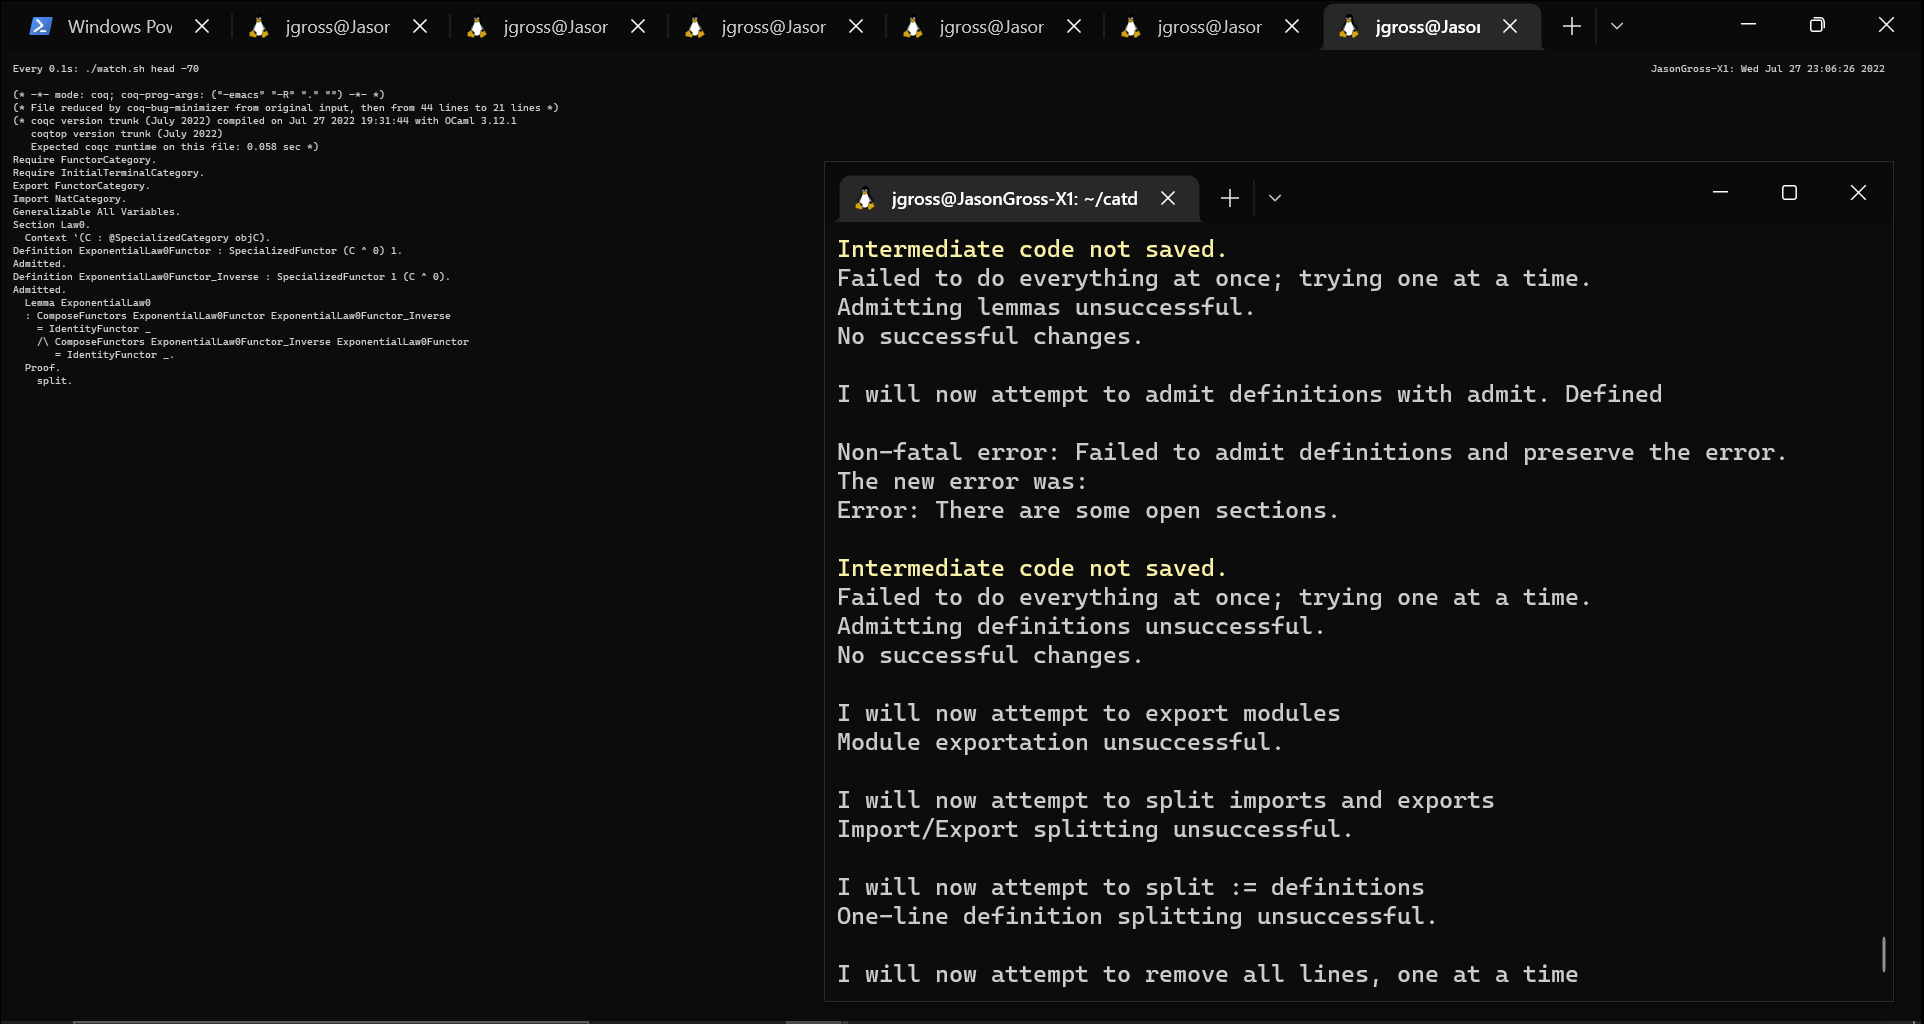 Windows Pov
jgross@Jasor
jgross@Jasor
jgross@Jasor
jgross@Jasor
jgross@Jasor
jgross@Jasor
Every 0.1s: ./watch.sh head -70
JasonGross-X1: Wed Jul 27 23:06:26 2022
(* -*- mode: coq; coq-prog-args: ("-emacs" "-R" "." "") -*- *)
(* File reduced by coq-bug-minimizer from original input, then from 44 lines to 21 lines *)
(* coqc version trunk (July 2022) compiled on Jul 27 2022 19:31:44 with OCaml 3.12.1
   coqtop version trunk (July 2022)
   Expected coqc runtime on this file: 0.058 sec *)
Require FunctorCategory.
Require InitialTerminalCategory.
Export FunctorCategory.
Import NatCategory.
Generalizable All Variables.
Section Law0.
  Context `(C : @SpecializedCategory objC).
Definition ExponentialLaw0Functor : SpecializedFunctor (C ^ 0) 1.
Admitted.
Definition ExponentialLaw0Functor_Inverse : SpecializedFunctor 1 (C ^ 0).
Admitted.
  Lemma ExponentialLaw0
  : ComposeFunctors ExponentialLaw0Functor ExponentialLaw0Functor_Inverse
    = IdentityFunctor _
    /\ ComposeFunctors ExponentialLaw0Functor_Inverse ExponentialLaw0Functor
       = IdentityFunctor _.
  Proof.
    split.
jgross@JasonGross-X1: ~/catd
Intermediate code not saved.
Failed to do everything at once; trying one at a time.
Admitting lemmas unsuccessful.
No successful changes.
I will now attempt to admit definitions with admit. Defined
Non-fatal error: Failed to admit definitions and preserve the error.
The new error was:
Error: There are some open sections.
Intermediate code not saved.
Failed to do everything at once; trying one at a time.
Admitting definitions unsuccessful.
No successful changes.
I will now attempt to export modules
Module exportation unsuccessful.
I will now attempt to split imports and exports
Import/Export splitting unsuccessful.
I will now attempt to split := definitions
One-line definition splitting unsuccessful.
I will now attempt to remove all lines, one at a time